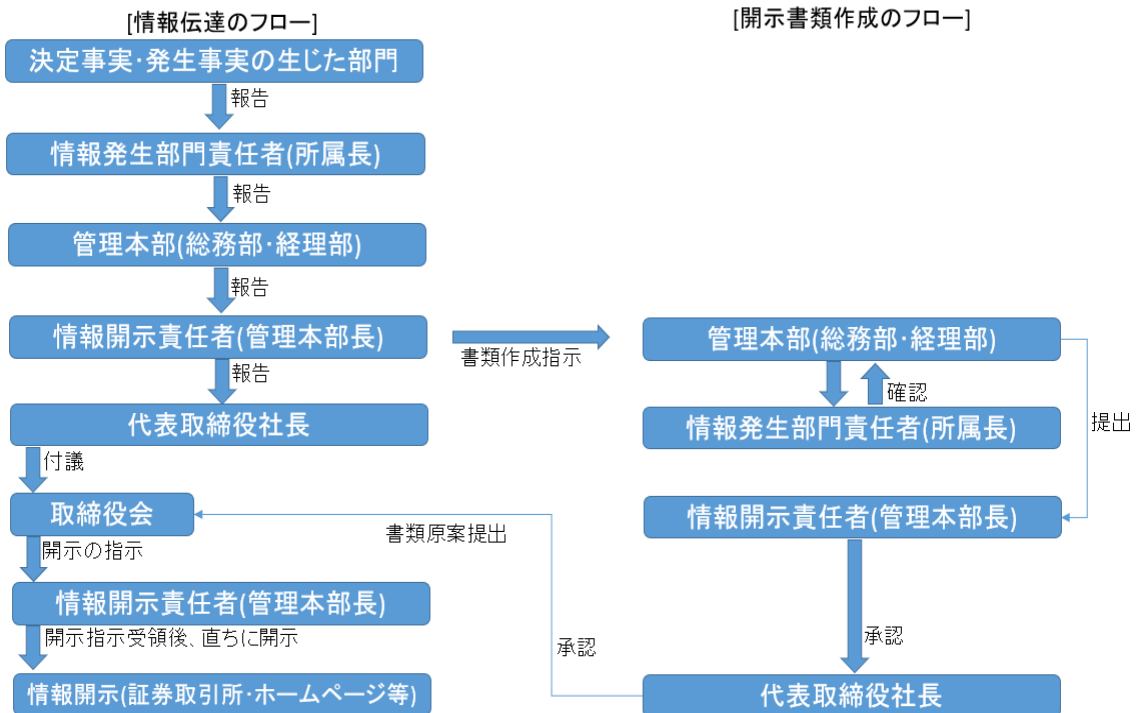 [情報伝達のフロー]
決定事実・発生事実の生じた部門
報告
情報発生部門責任者(所属長)
報告
管理本部(総務部・経理部)
報告
情報開示責任者(管理本部長)
書類作成指示
報告
代表取締役社長
付議
取締役会
開示の指示
情報開示責任者(管理本部長)
開示指示受領後、直ちに開示
情報開示(証券取引所・ホームページ等)
[開示書類作成のフロー]
管理本部(総務部・経理部)
確認
情報発生部門責任者(所属長)
提出
情報開示責任者(管理本部長)
承認
代表取締役社長
承認
書類原案提出